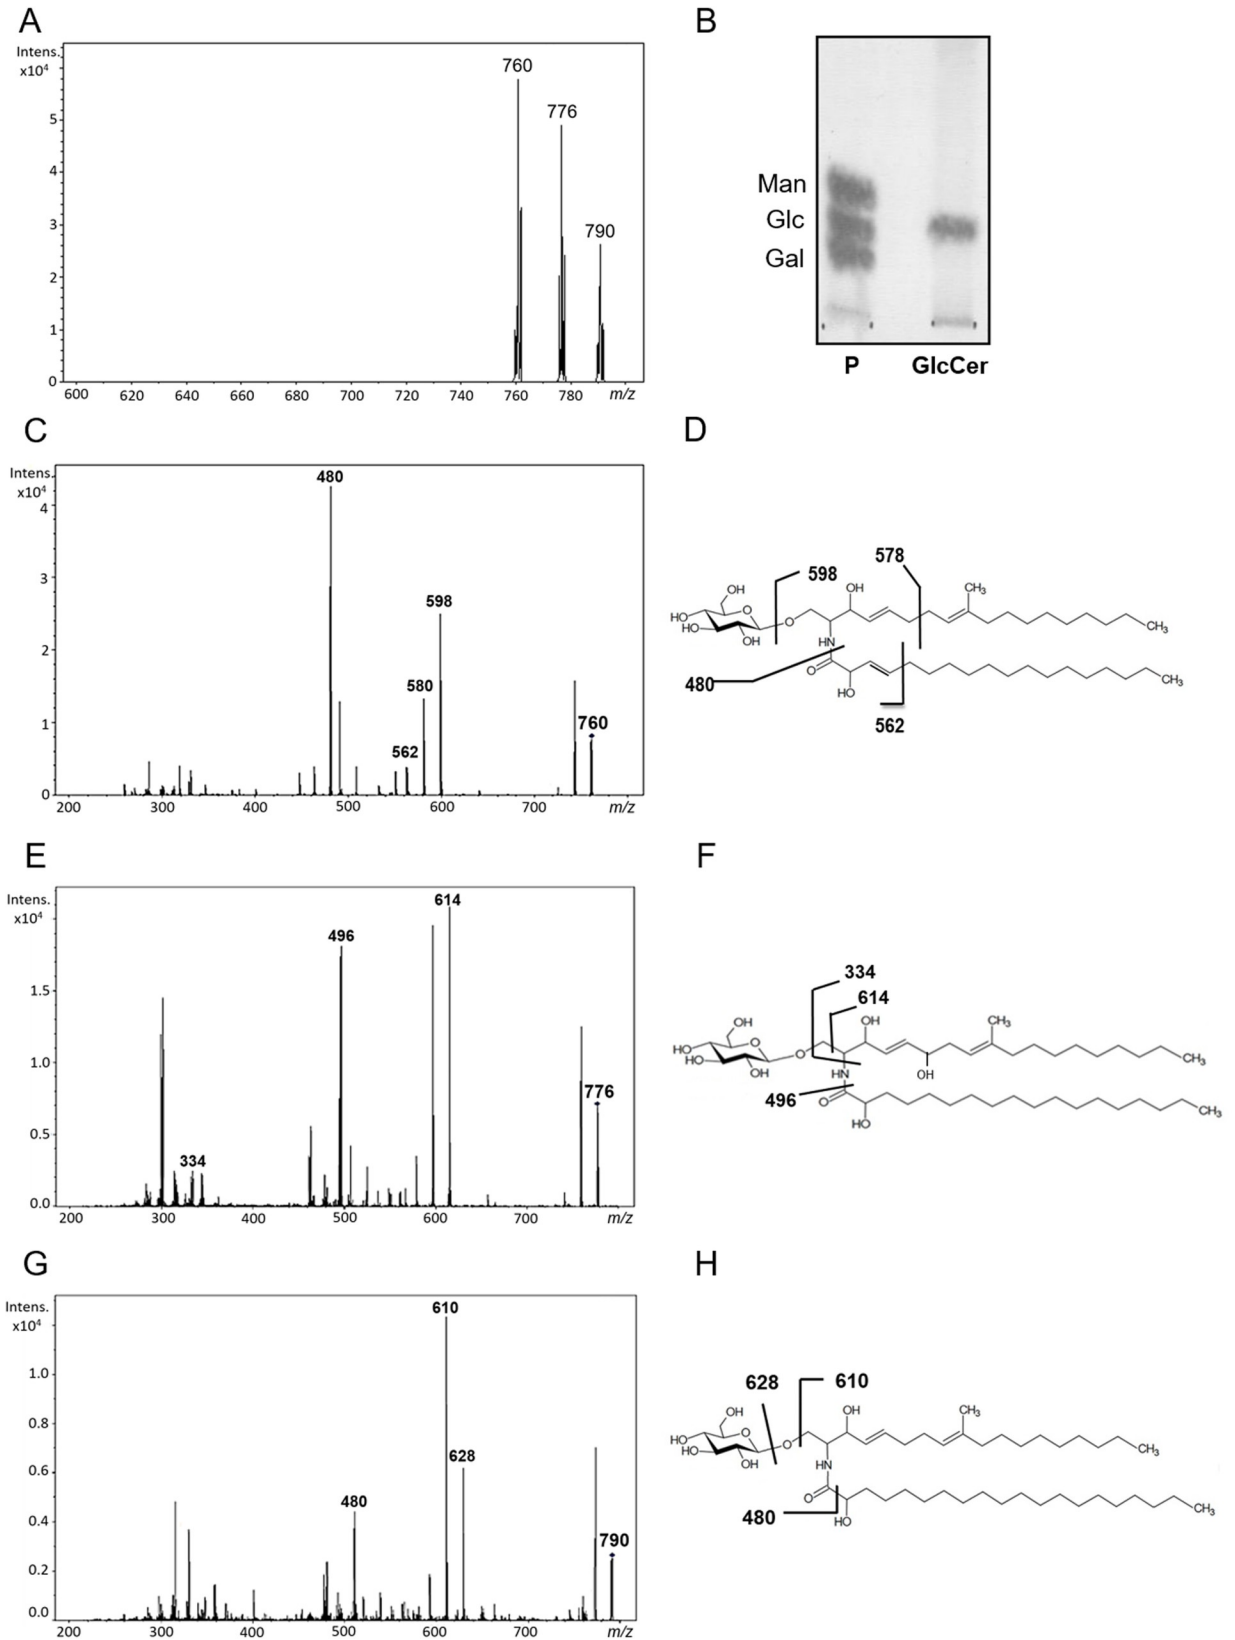 A
Intens.
x10⁴
760
776
790
5
4
3
2
1
0
600 620 640 660 680 700 720 740 760 780 m/z
B
Man
Glc
Gal
P GlcCer
C
Intens.
x10⁴
480
598
580
562
760
4
3
2
1
0
200 300 400 500 600 700 m/z
D
578
598
OH
OH
CH₃
HO
O
HO
OH
O
CH₃
HN
O
480
HO
CH₃
562
E
Intens.
x10⁴
614
496
776
334
1.5
1.0
0.5
0.0
200 300 400 500 600 700 m/z
F
334
614
OH
OH
CH₃
HO
O
HO
OH
O
CH₃
HN
OH
496
O
HO
CH₃
G
Intens.
x10⁴
610
628
480
790
1.0
0.8
0.6
0.4
0.2
0.0
200 300 400 500 600 700 m/z
H
628
610
OH
OH
CH₃
HO
O
HO
OH
O
CH₃
HN
O
480
HO
CH₃